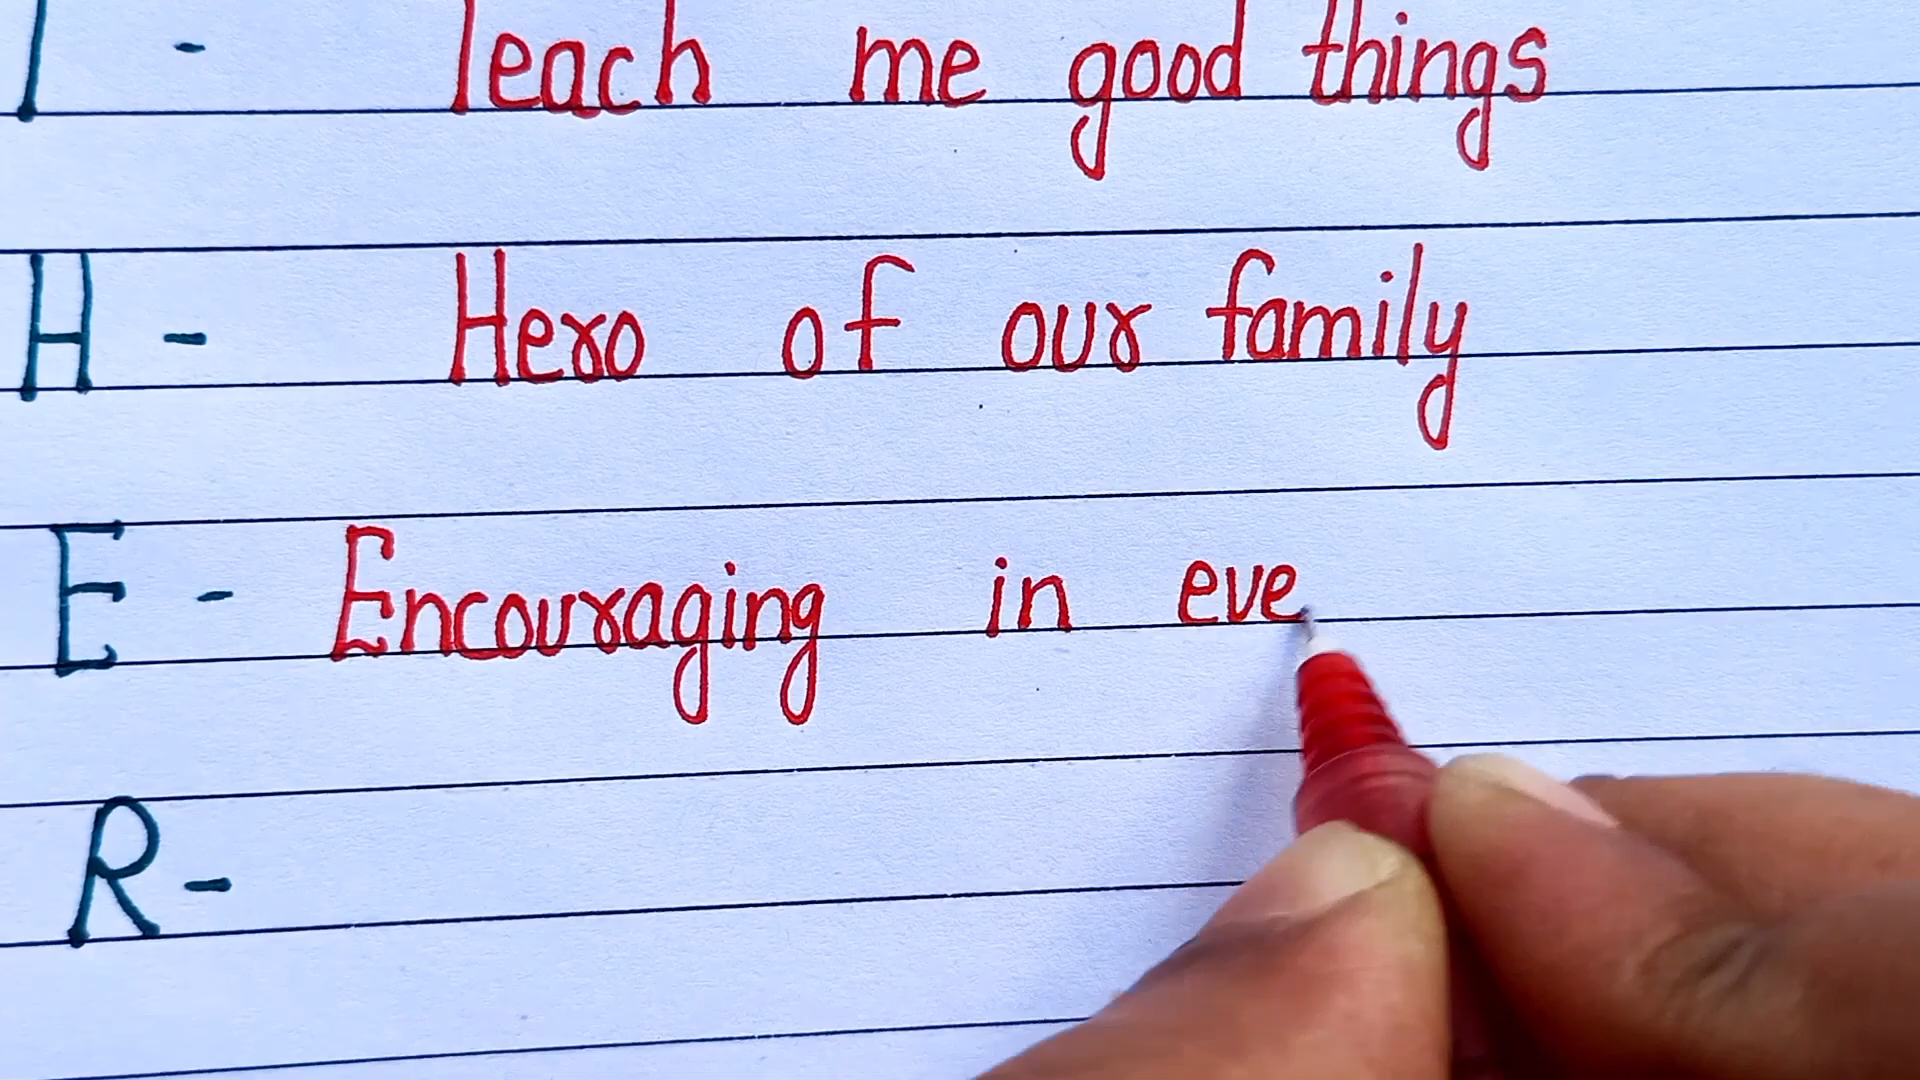 T - Teach me good things
H - Hero of our family
E - Encouraging in eve
R -